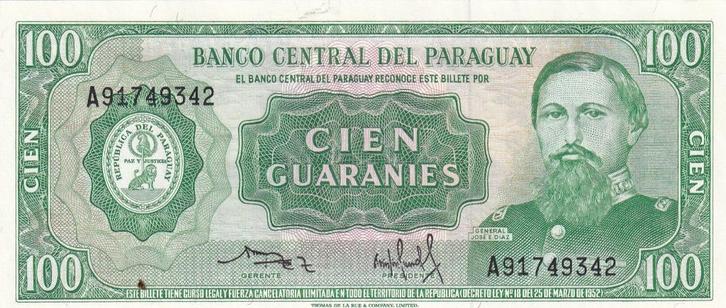 100 100
BANCO CENTRAL DEL PARAGUAY
EL BANCO CENTRAL DEL PARAGUAY RECONOCE ESTE BILLETE POR
A91749342
CIEN
REPÚBLICA DEL PARAGUAY
PAZ Y JUSTICIA
CIEN
GUARANIES
CIEN
GENERAL
JOSE E. DIAZ
A91749342
GERENTE
PRESIDENTE
100 100
ESTE BILLETE TIENE CURSO LEGAL Y FUERZA CANCELATORIA ILIMITADA EN TODO EL TERRITORIO DE LA REPUBLICA (DECRETO LEY Nº 18 DEL 25 DE MARZO DE 1952)
THOMAS DE LA RUE & COMPANY, LIMITED.